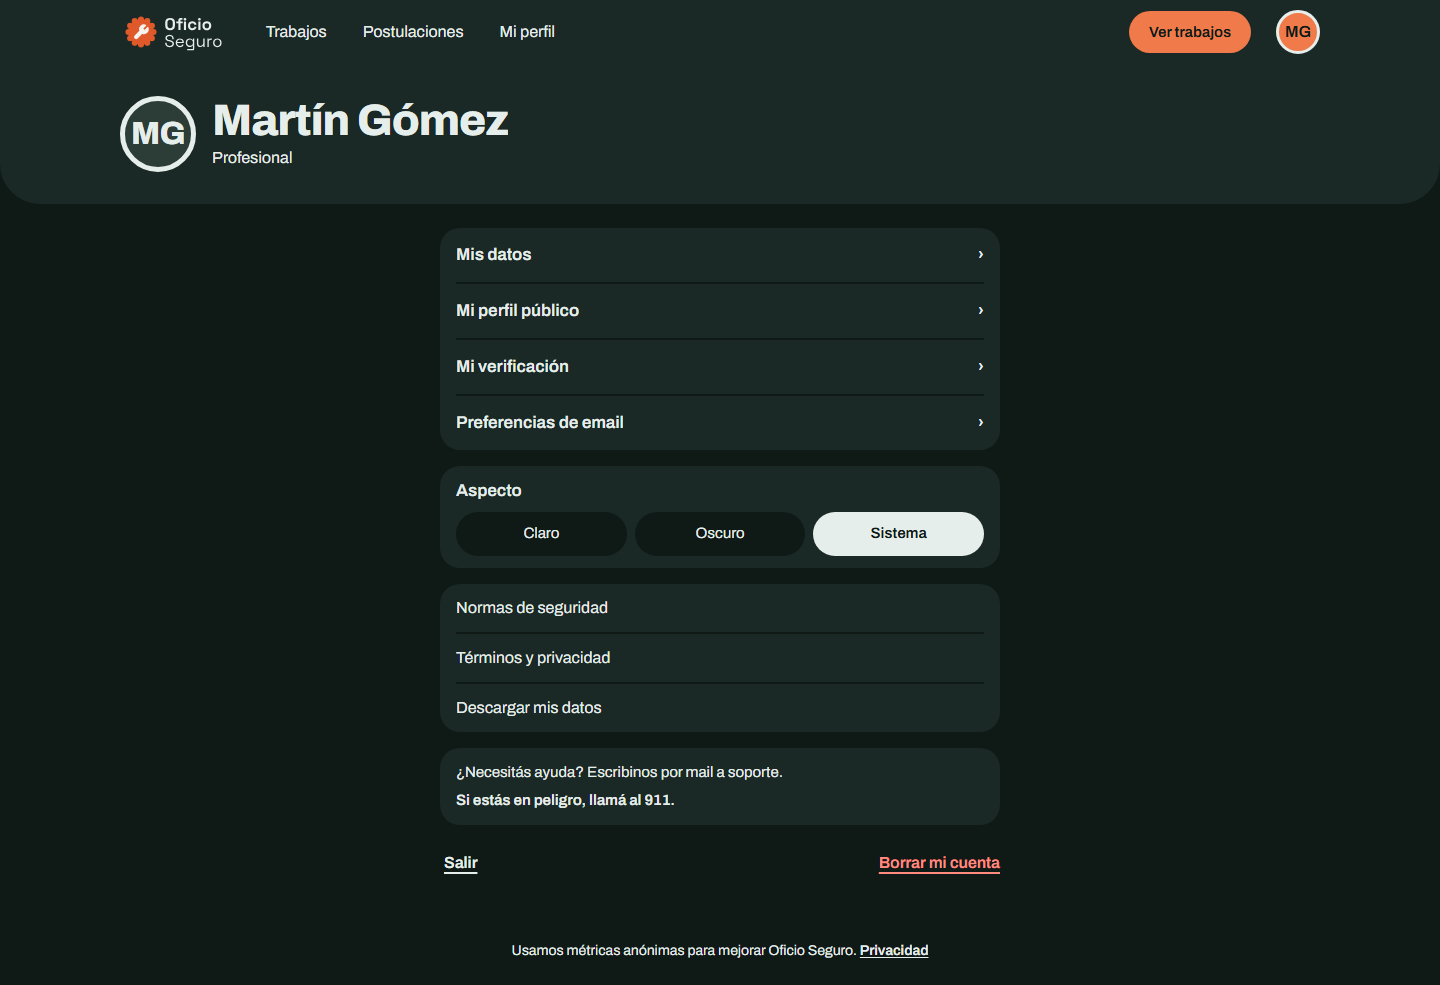 Oficio
Seguro
Trabajos
Postulaciones
Mi perfil
Ver trabajos
MG
MG
Martín Gómez
Profesional
Mis datos ›
Mi perfil público ›
Mi verificación ›
Preferencias de email ›
Aspecto
Claro
Oscuro
Sistema
Normas de seguridad
Términos y privacidad
Descargar mis datos
¿Necesitás ayuda? Escribinos por mail a soporte.
Si estás en peligro, llamá al 911.
Salir
Borrar mi cuenta
Usamos métricas anónimas para mejorar Oficio Seguro. Privacidad